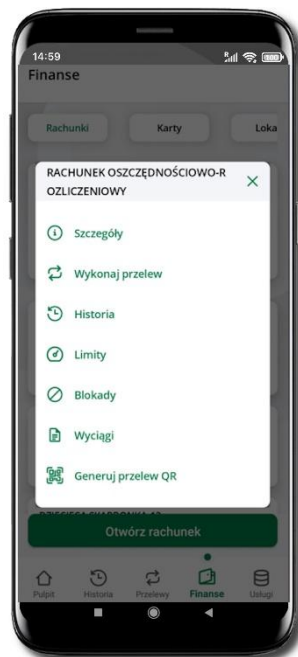 14:59
R
100
Finanse
Rachunki Karty Loka
RACHUNEK OSZCZĘDNOŚCIOWO-R
OZLICZENIOWY
Szczegóły
Wykonaj przelew
Historia
Limity
Blokady
Wyciągi
Generuj przelew QR
Otwórz rachunek
Pulpit Historia Przelewy Finanse Usługi